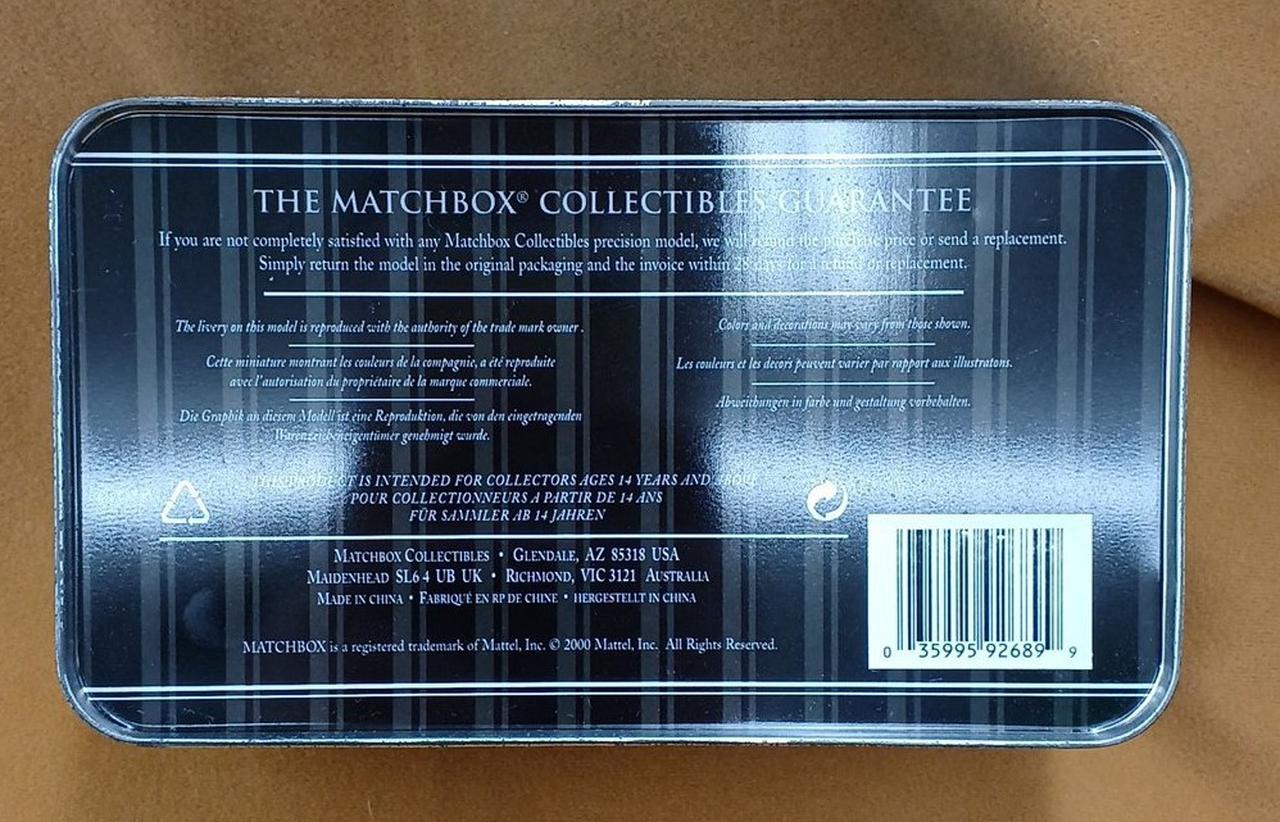 THE MATCHBOX® COLLECTIBLES GUARANTEE
If you are not completely satisfied with any Matchbox Collectibles precision model, we will refund the purchase price or send a replacement.
Simply return the model in the original packaging and the invoice within 28 days for a refund or replacement.
The livery on this model is reproduced with the authority of the trade mark owner .
Cette miniature montrant les couleurs de la compagnie, a été reproduite
avec l'autorisation du propriétaire de la marque commerciale.
Die Graphik an diesem Modell ist eine Reproduktion, die von den eingetragenden
Warenzeicheneigentümer genehmigt wurde.
Colors and decorations may vary from those shown.
Les couleurs et les decors peuvent varier par rapport aux illustratons.
Abweichungen in farbe und gestaltung vorbehalten.
THIS PRODUCT IS INTENDED FOR COLLECTORS AGES 14 YEARS AND ABOVE
POUR COLLECTIONNEURS A PARTIR DE 14 ANS
FÜR SAMMLER AB 14 JAHREN
MATCHBOX COLLECTIBLES • GLENDALE, AZ 85318 USA
MAIDENHEAD SL6 4 UB UK • RICHMOND, VIC 3121 AUSTRALIA
MADE IN CHINA • FABRIQUÉ EN RP DE CHINE • HERGESTELLT IN CHINA
MATCHBOX is a registered trademark of Mattel, Inc. © 2000 Mattel, Inc. All Rights Reserved.
0 35995 92689 9